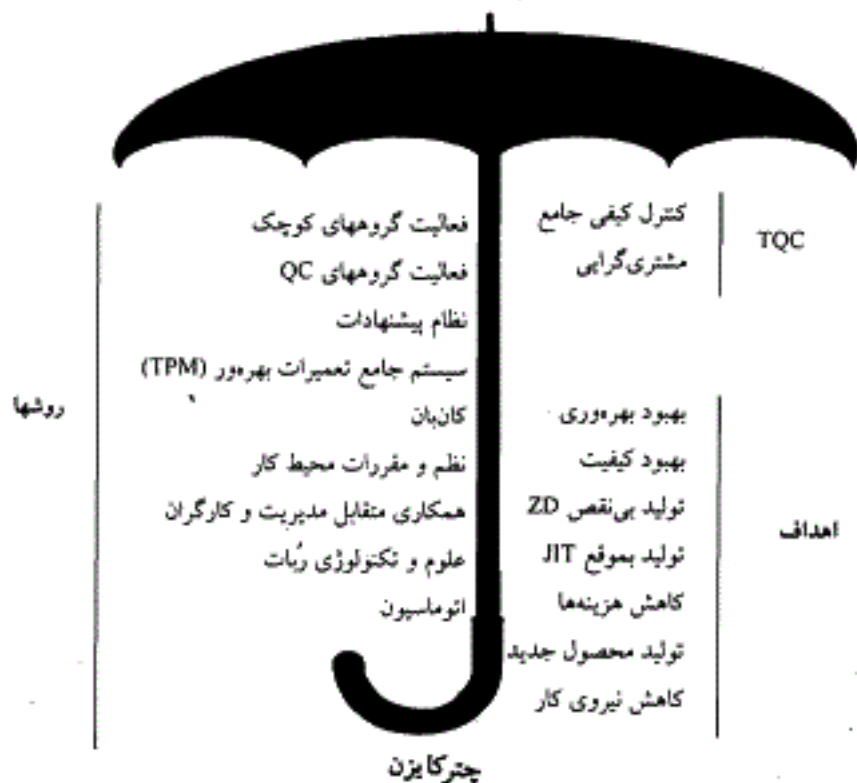 TQC
کنترل کیفی جامع
مشتری‌گرایی
اهداف
بهبود بهره‌وری
بهبود کیفیت
تولید بی‌نقص ZD
تولید بموقع JIT
کاهش هزینه‌ها
تولید محصول جدید
کاهش نیروی کار
فعالیت گروههای کوچک
فعالیت گروههای QC
نظام پیشنهادات
سیستم جامع تعمیرات بهره‌ور (TPM)
کان‌بان
نظم و مقررات محیط کار
همکاری متقابل مدیریت و کارگران
علوم و تکنولوژی رُبات
اتوماسیون
روشها
چترکایزن